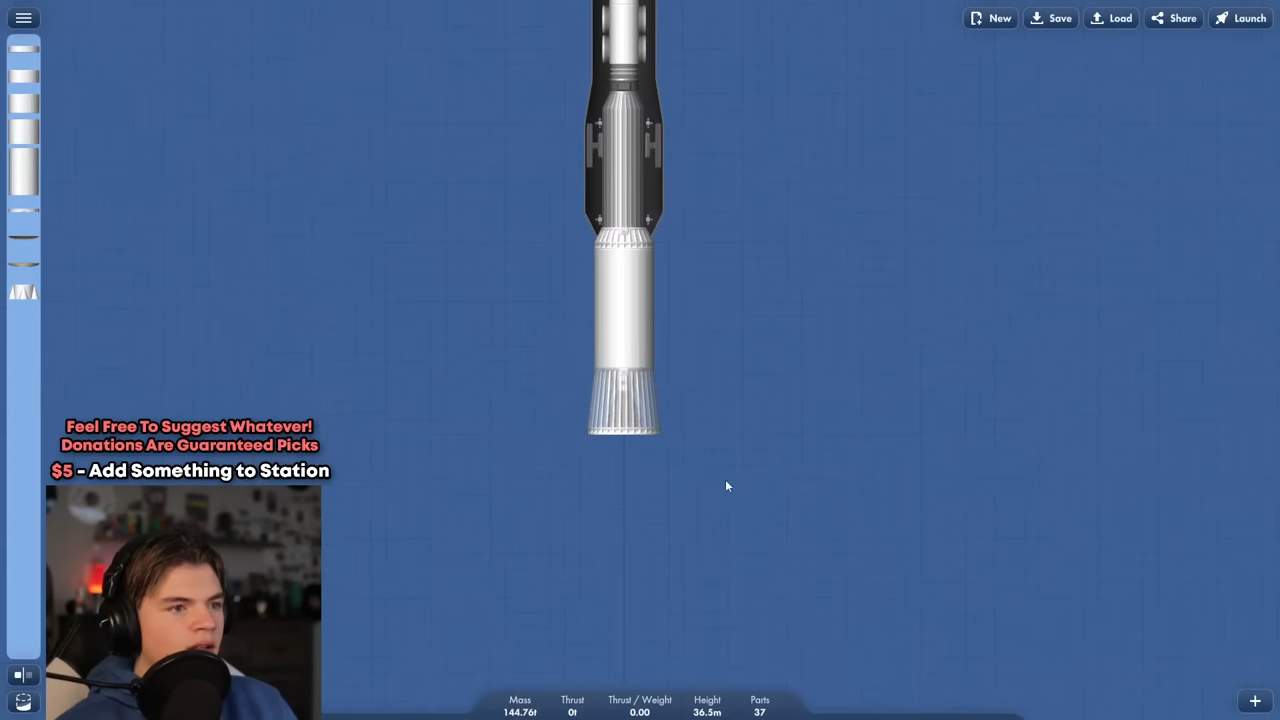 New
Save
Load
Share
Launch
Feel Free To Suggest Whatever!
Donations Are Guaranteed Picks
$5 - Add Something to Station
Mass
Thrust
Thrust / Weight
Height
Parts
144.76t
0t
0.00
36.5m
37